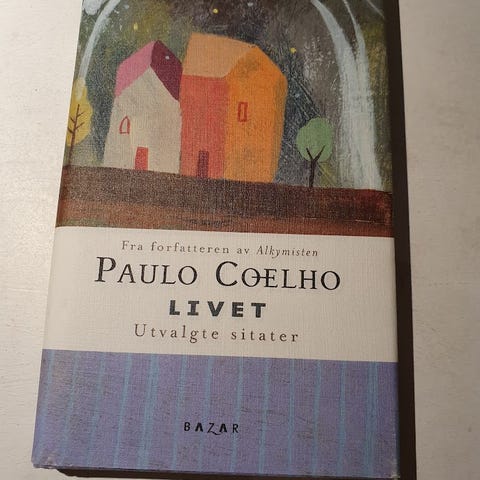 Fra forfatteren av Alkymisten
PAULO COELHO
LIVET
Utvalgte sitater
BAZAR